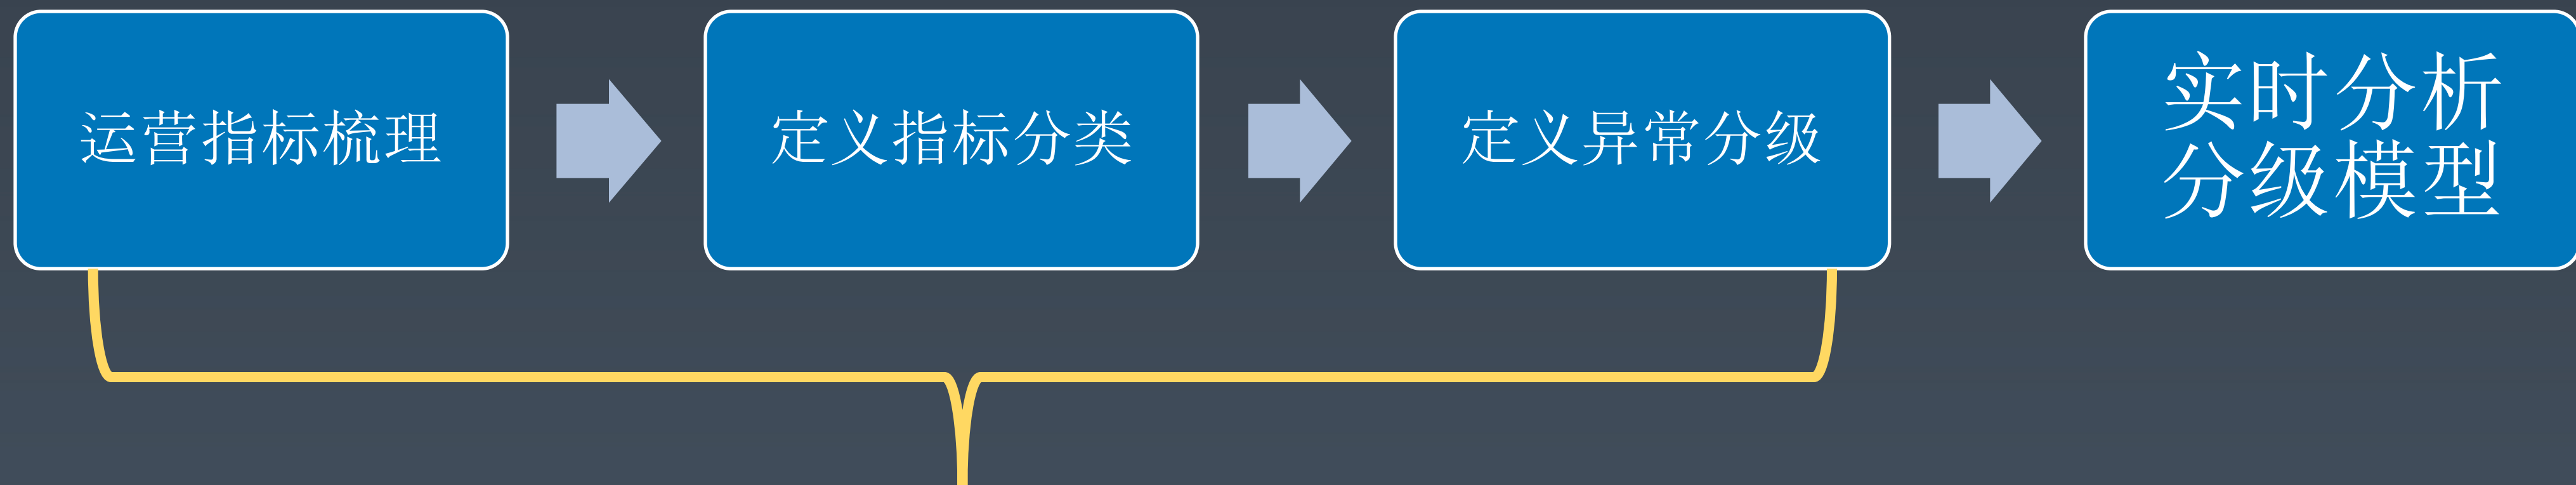 运营指标梳理
定义指标分类
定义异常分级
实时分析
分级模型